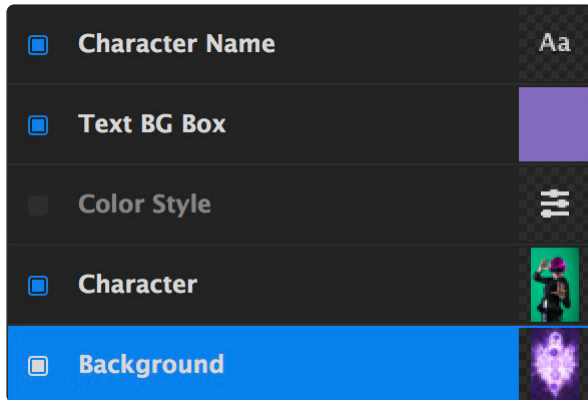 Character Name
Aa
Text BG Box
Color Style
Character
Background